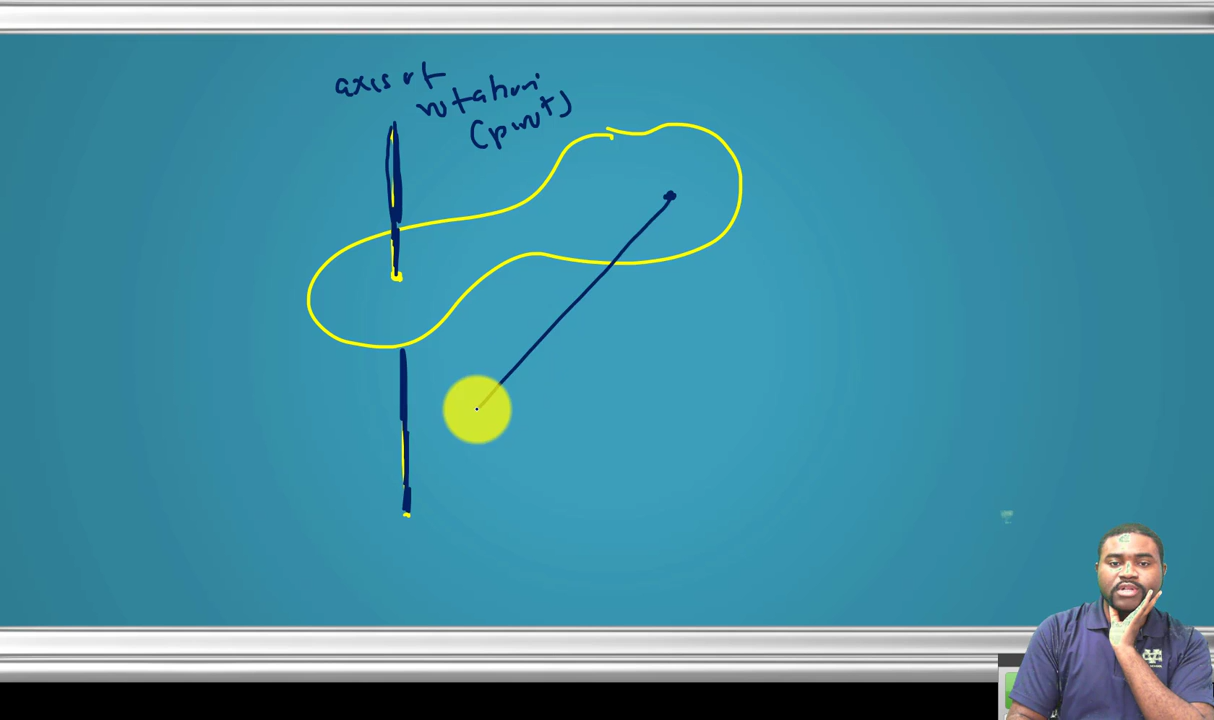 axis of
rotation
(pivot)